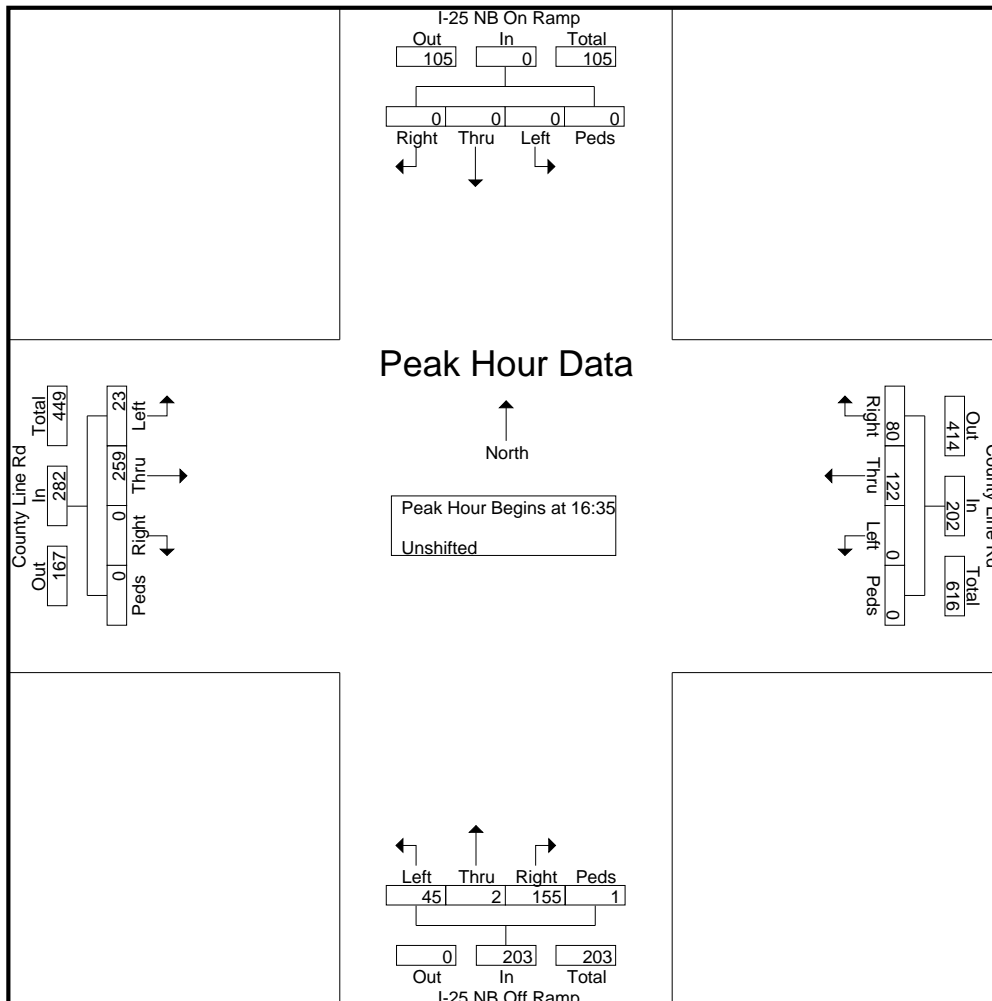 I-25 NB On Ramp
Out In Total
105 0 105
0 0 0 0
Right Thru Left Peds
Peak Hour Data
North
Peak Hour Begins at 16:35
Unshifted
County Line Rd
Total In Out
449 282 167
23 259 0 0
Left Thru Right Peds
Right Thru Left Peds
80 122 0 0
Out In Total
414 202 616
County Line Rd
Left Thru Right Peds
45 2 155 1
0 203 203
Out In Total
I-25 NB Off Ramp